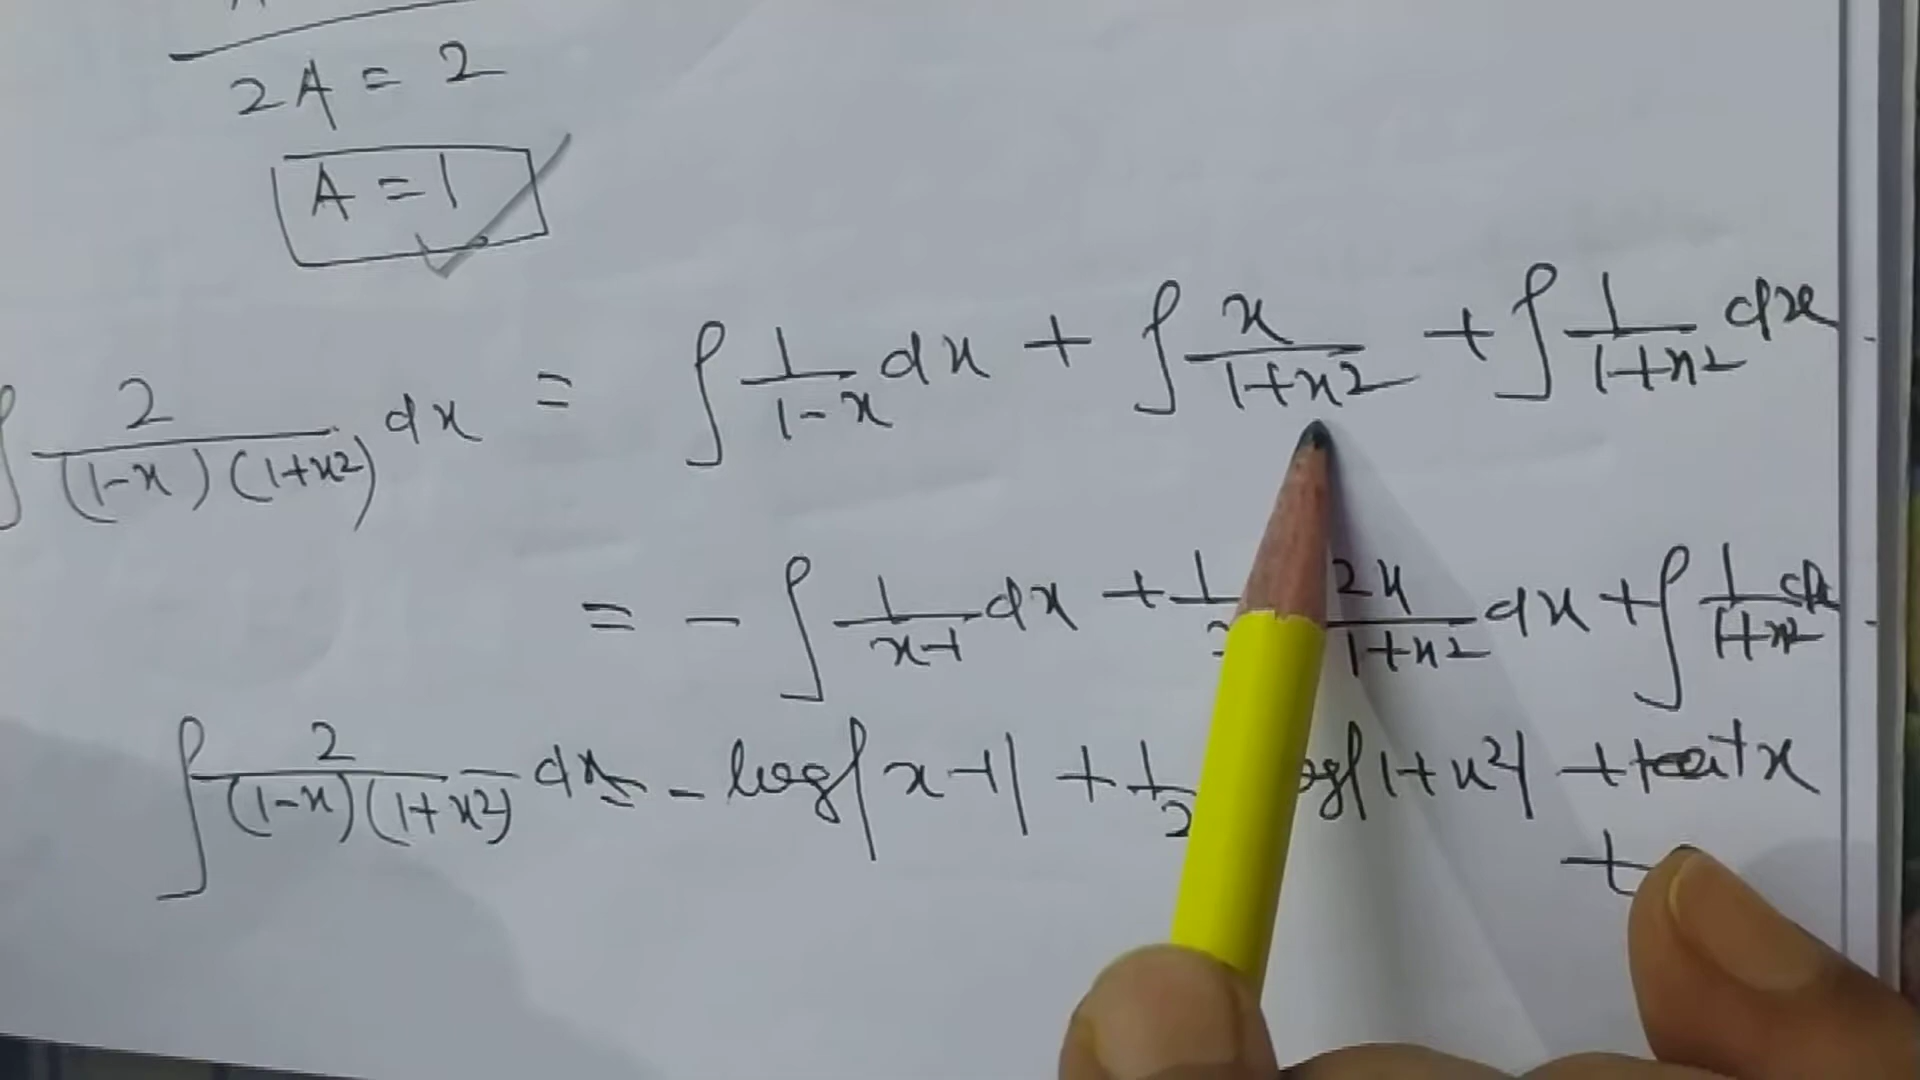 2A = 2
A = 1
∫ 2/((1-x)(1+x²)) dx = ∫ 1/(1-x) dx + ∫ x/(1+x²) + ∫ 1/(1+x²) dx
= - ∫ 1/(x-1) dx + 1/2 2x/(1+x²) dx + ∫ 1/(1+x²) dx
∫ 2/((1-x)(1+x²)) dx = - log|x-1| + 1/2 log|1+x²| + tan⁻¹x
+